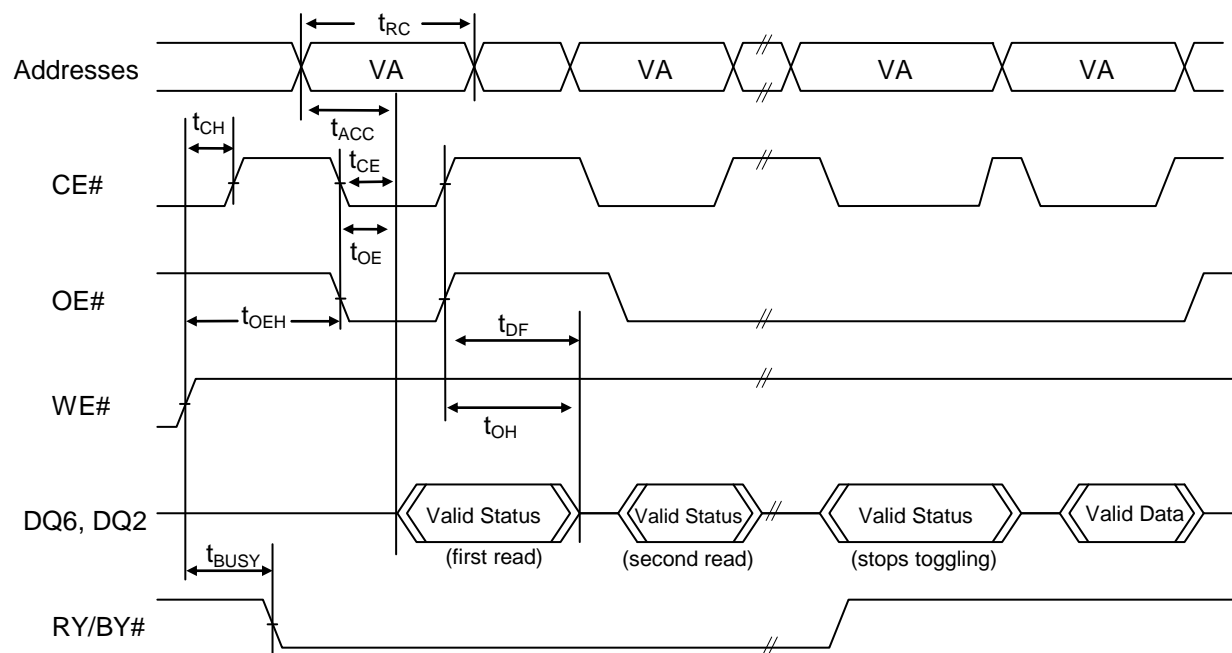 tRC
Addresses VA VA VA VA
tCH tACC
tCE
CE#
tOE
OE#
tOEH tDF
WE#
tOH
DQ6, DQ2 Valid Status Valid Status Valid Status Valid Data
(first read) (second read) (stops toggling)
tBUSY
RY/BY#